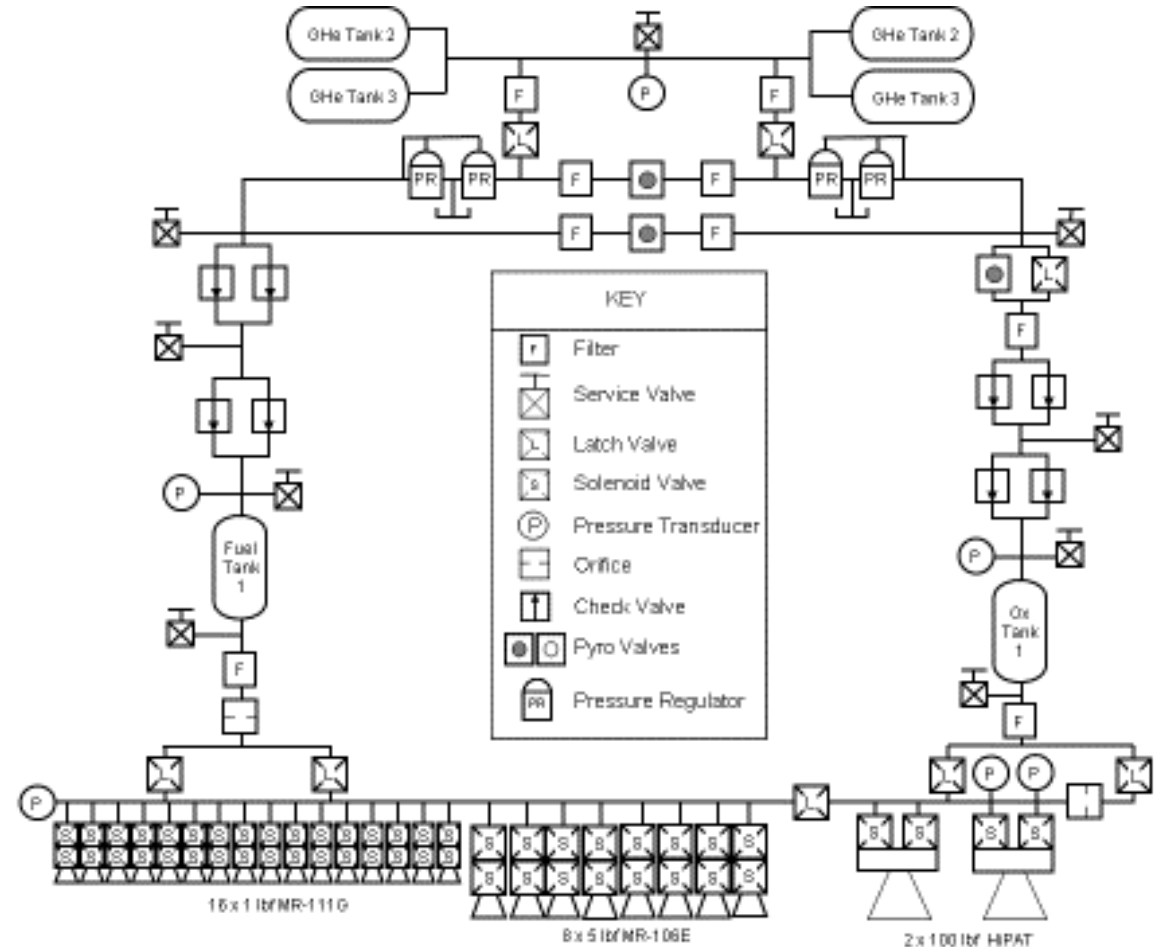 GHe Tank 2
GHe Tank 2
GHe Tank 3
GHe Tank 3
P
F
F
L
L
PR
PR
F
F
PR
PR
F
F
L
F
P
P
KEY
F
Filter
Service Valve
L
Latch Valve
S
Solenoid Valve
P
Pressure Transducer
Orifice
Check Valve
Pyro Valves
PR
Pressure Regulator
Fuel
Tank
1
Ox
Tank
1
F
F
L
L
L
P
P
L
P
L
S S S S S S S S S S S S S S S S
S S S S S S S S S S S S S S S S
S S S S S S S S
S S S S S S S S
S S
S S
16 x 1 lbf MR-111G
8 x 5 lbf MR-106E
2 x 100 lbf HiPAT